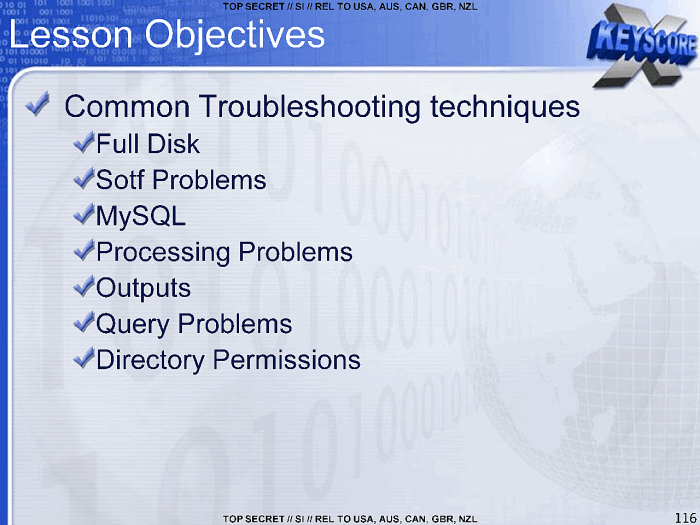 TOP SECRET // SI // REL TO USA, AUS, CAN, GBR, NZL
Lesson Objectives
X KEYSCORE
Common Troubleshooting techniques
Full Disk
Sotf Problems
MySQL
Processing Problems
Outputs
Query Problems
Directory Permissions
TOP SECRET // SI // REL TO USA, AUS, CAN, GBR, NZL
116